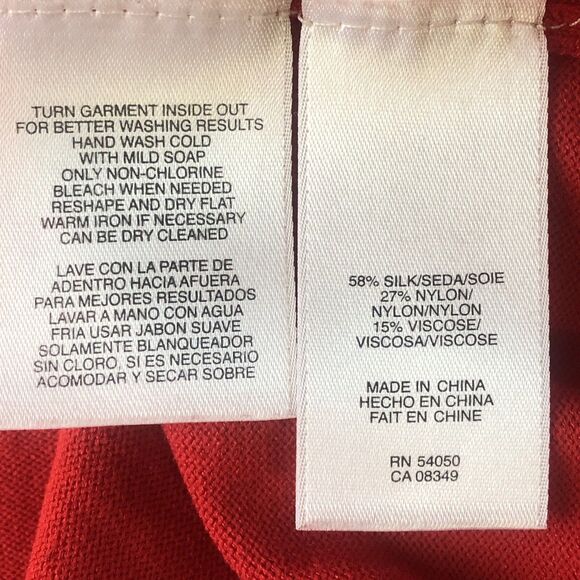 TURN GARMENT INSIDE OUT
FOR BETTER WASHING RESULTS
HAND WASH COLD
WITH MILD SOAP
ONLY NON-CHLORINE
BLEACH WHEN NEEDED
RESHAPE AND DRY FLAT
WARM IRON IF NECESSARY
CAN BE DRY CLEANED
LAVE CON LA PARTE DE
ADENTRO HACIA AFUERA
PARA MEJORES RESULTADOS
LAVAR A MANO CON AGUA
FRIA USAR JABON SUAVE
SOLAMENTE BLANQUEADOR
SIN CLORO, SI ES NECESARIO
ACOMODAR Y SECAR SOBRE
58% SILK/SEDA/SOIE
27% NYLON/
NYLON/NYLON
15% VISCOSE/
VISCOSA/VISCOSE
MADE IN CHINA
HECHO EN CHINA
FAIT EN CHINE
RN 54050
CA 08349